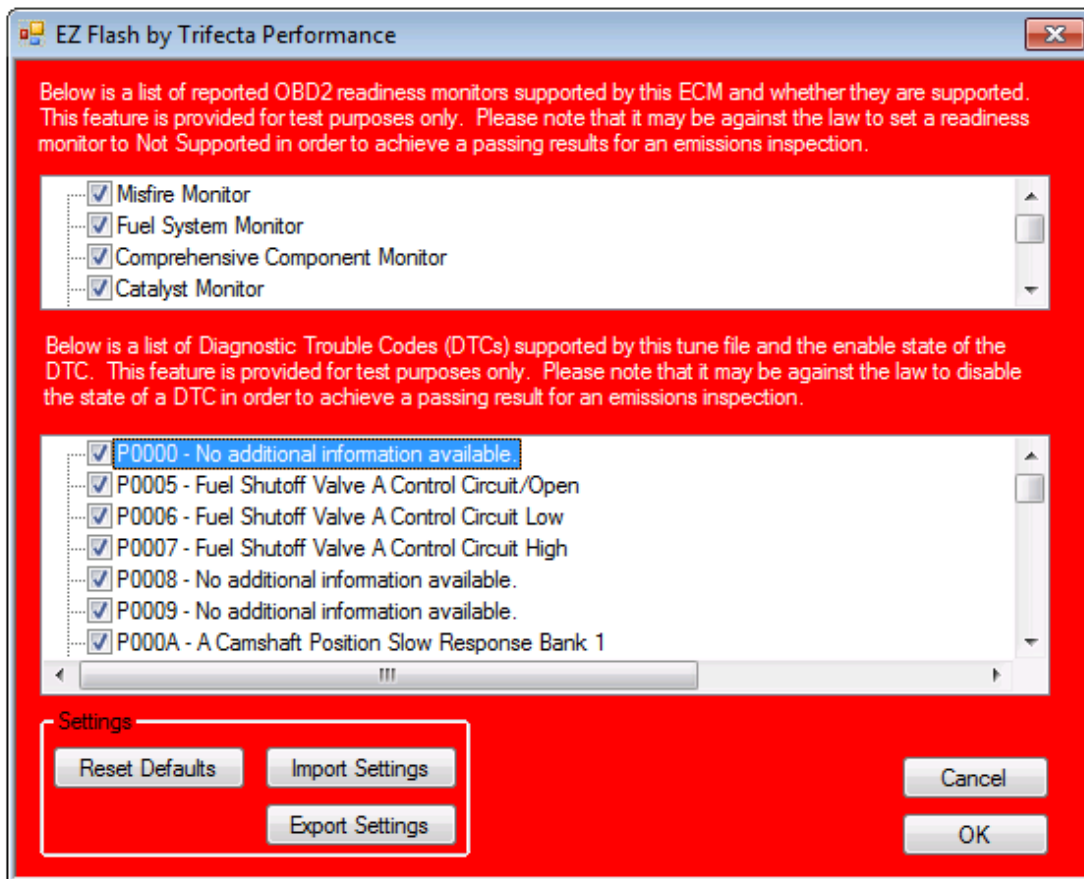 EZ Flash by Trifecta Performance
Below is a list of reported OBD2 readiness monitors supported by this ECM and whether they are supported.
This feature is provided for test purposes only.  Please note that it may be against the law to set a readiness
monitor to Not Supported in order to achieve a passing results for an emissions inspection.
Misfire Monitor
Fuel System Monitor
Comprehensive Component Monitor
Catalyst Monitor
Below is a list of Diagnostic Trouble Codes (DTCs) supported by this tune file and the enable state of the
DTC.  This feature is provided for test purposes only.  Please note that it may be against the law to disable
the state of a DTC in order to achieve a passing result for an emissions inspection.
P0000 - No additional information available.
P0005 - Fuel Shutoff Valve A Control Circuit/Open
P0006 - Fuel Shutoff Valve A Control Circuit Low
P0007 - Fuel Shutoff Valve A Control Circuit High
P0008 - No additional information available.
P0009 - No additional information available.
P000A - A Camshaft Position Slow Response Bank 1
Settings
Reset Defaults
Import Settings
Export Settings
Cancel
OK